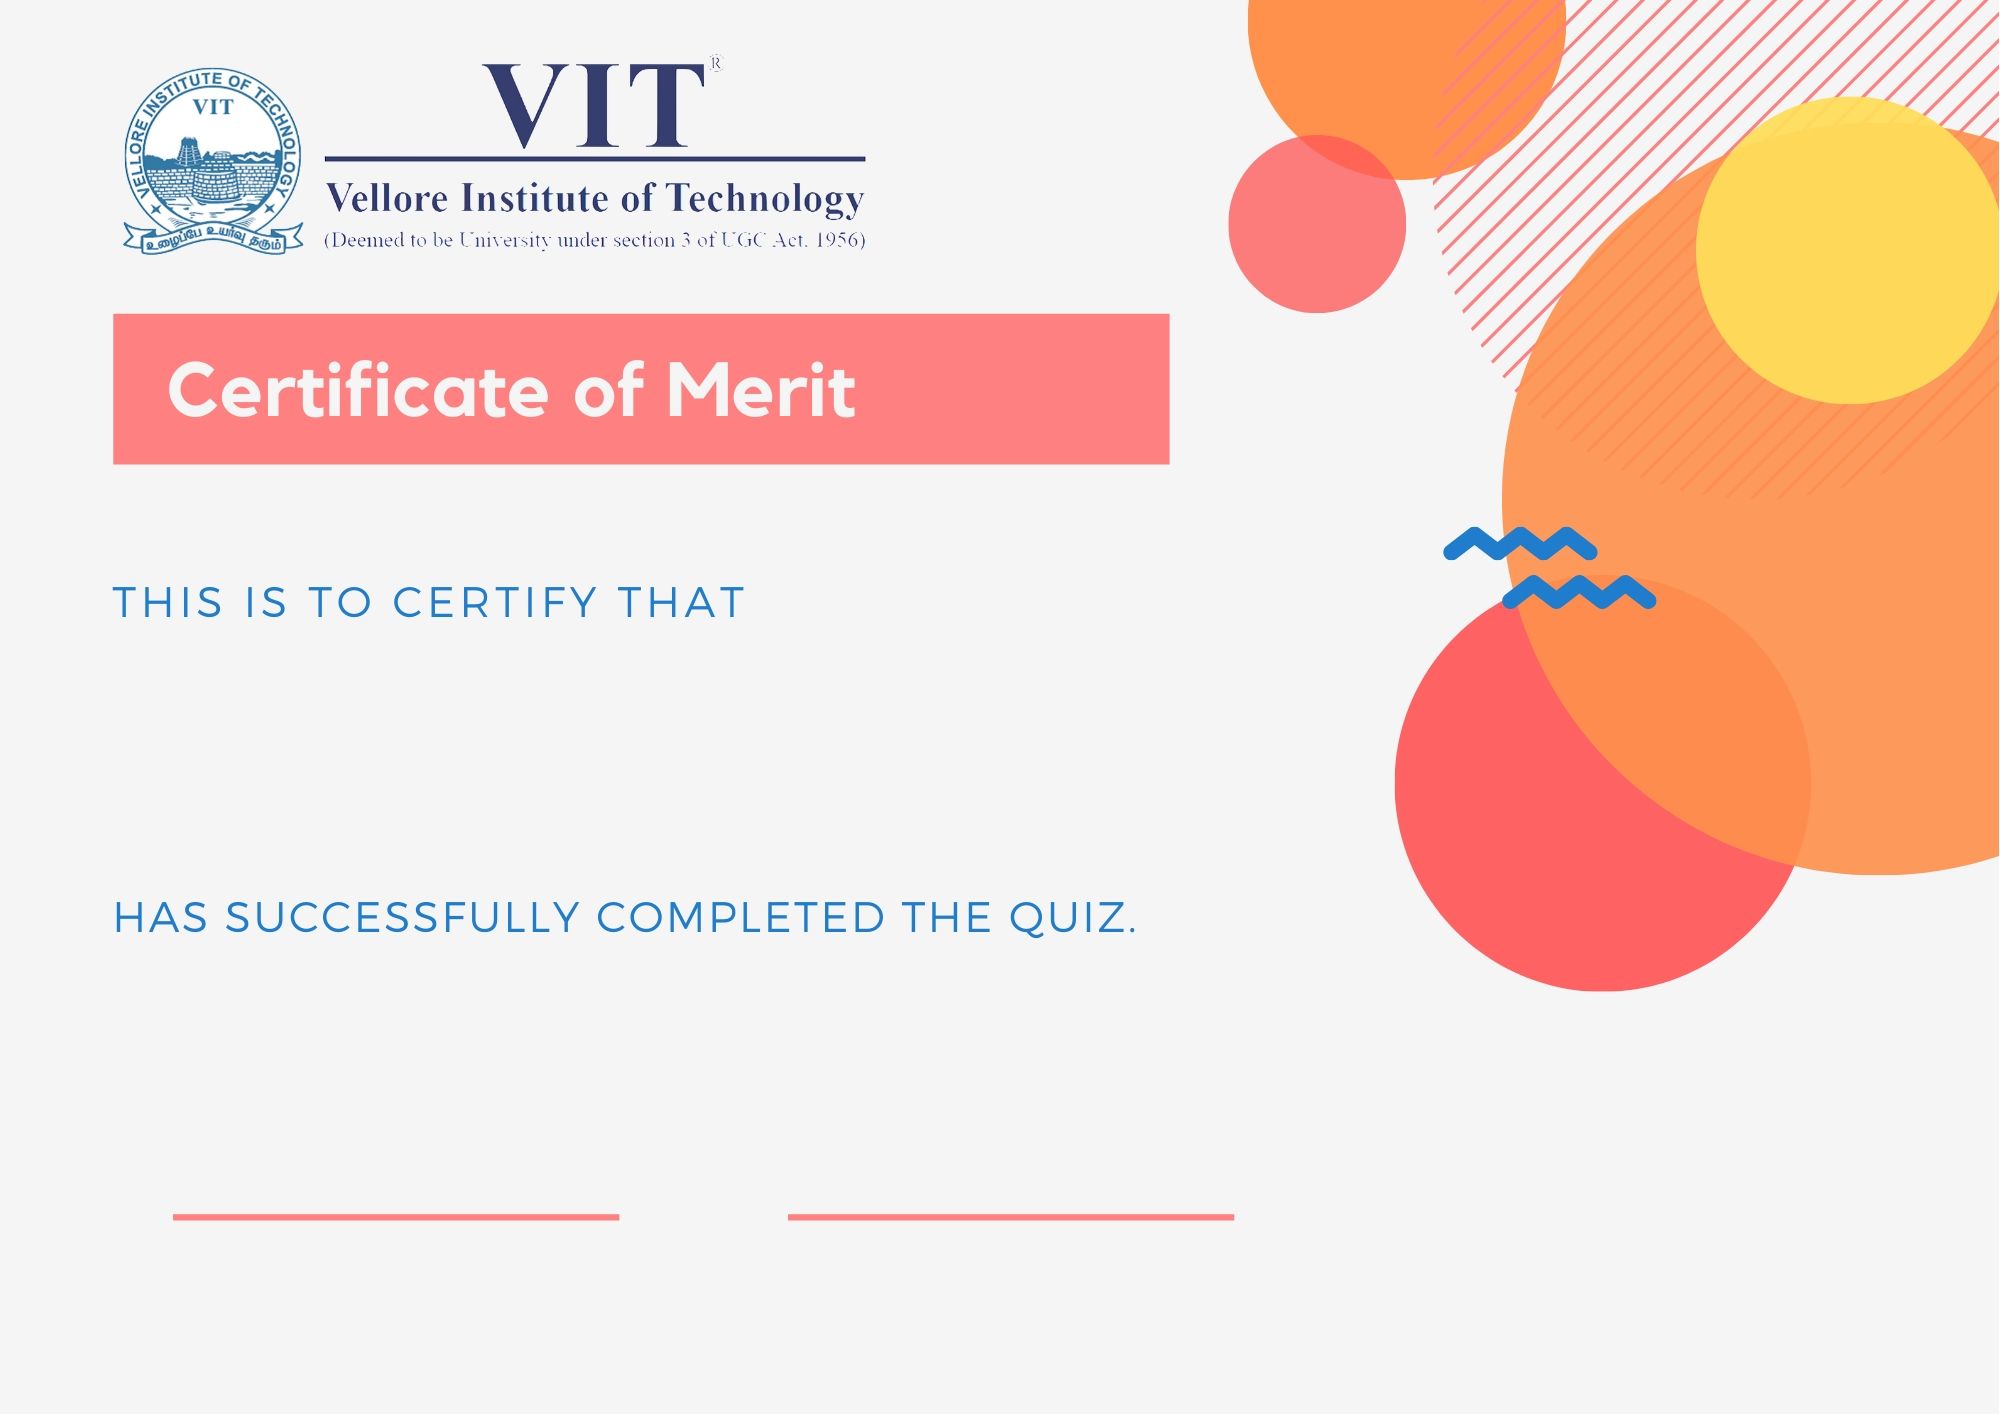 VELLORE INSTITUTE OF TECHNOLOGY
VIT
உழைப்பே உயர்வு தரும்
VIT®
Vellore Institute of Technology
(Deemed to be University under section 3 of UGC Act, 1956)
Certificate of Merit
THIS IS TO CERTIFY THAT
HAS SUCCESSFULLY COMPLETED THE QUIZ.